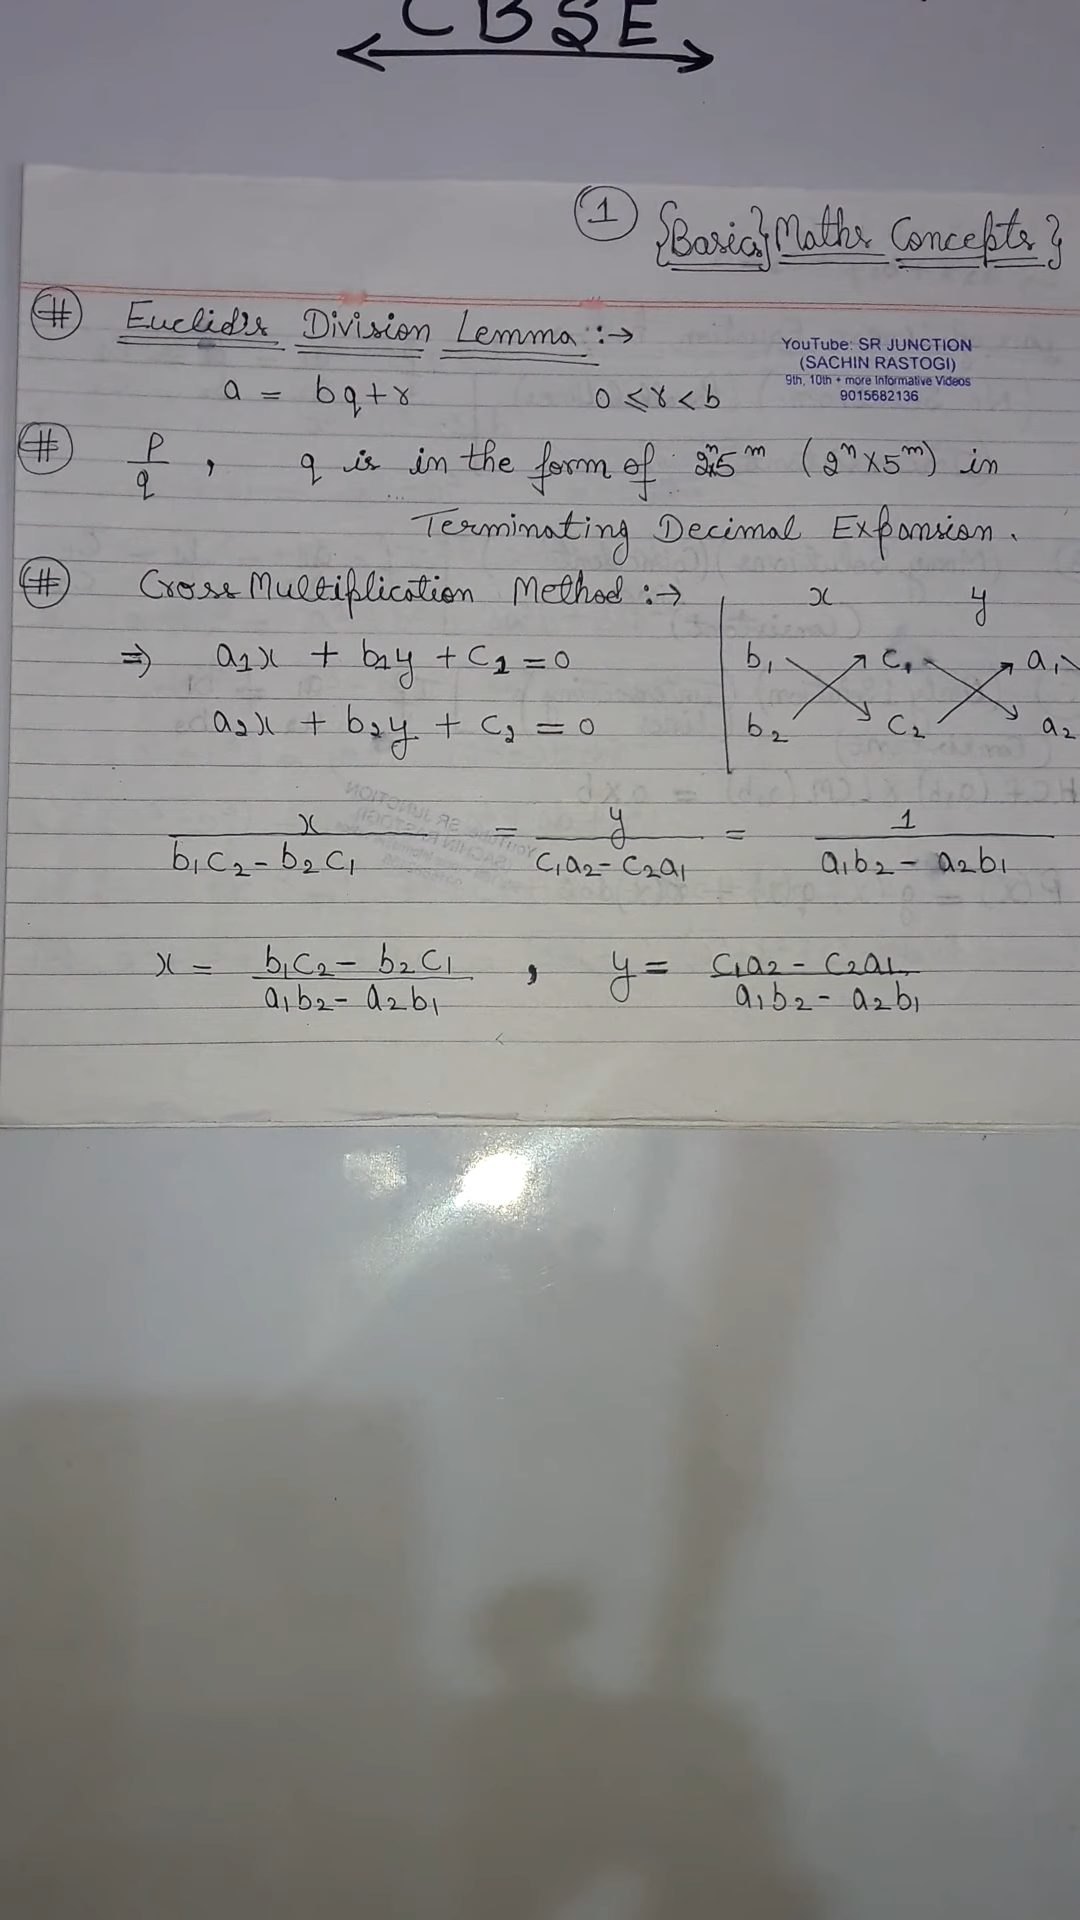 CBSE
① {Basics} Maths Concepts }
# Euclid's Division Lemma :→
YouTube: SR JUNCTION
(SACHIN RASTOGI)
9th, 10th + more Informative Videos
9015682136
a = bq+r 0 < r < b
# p/q , q is in the form of 2ⁿ×5ᵐ (2ⁿ×5ᵐ) in
Terminating Decimal Expansion.
# Cross Multiplication Method :→
x y
⇒ a₁x + b₁y + c₁ = 0
b₁ c₁ a₁
a₂x + b₂y + c₂ = 0
b₂ c₂ a₂
x/(b₁c₂ – b₂c₁) = y/(c₁a₂ – c₂a₁) = 1/(a₁b₂ – a₂b₁)
x = (b₁c₂ – b₂c₁)/(a₁b₂ – a₂b₁) , y = (c₁a₂ – c₂a₁)/(a₁b₂ – a₂b₁)